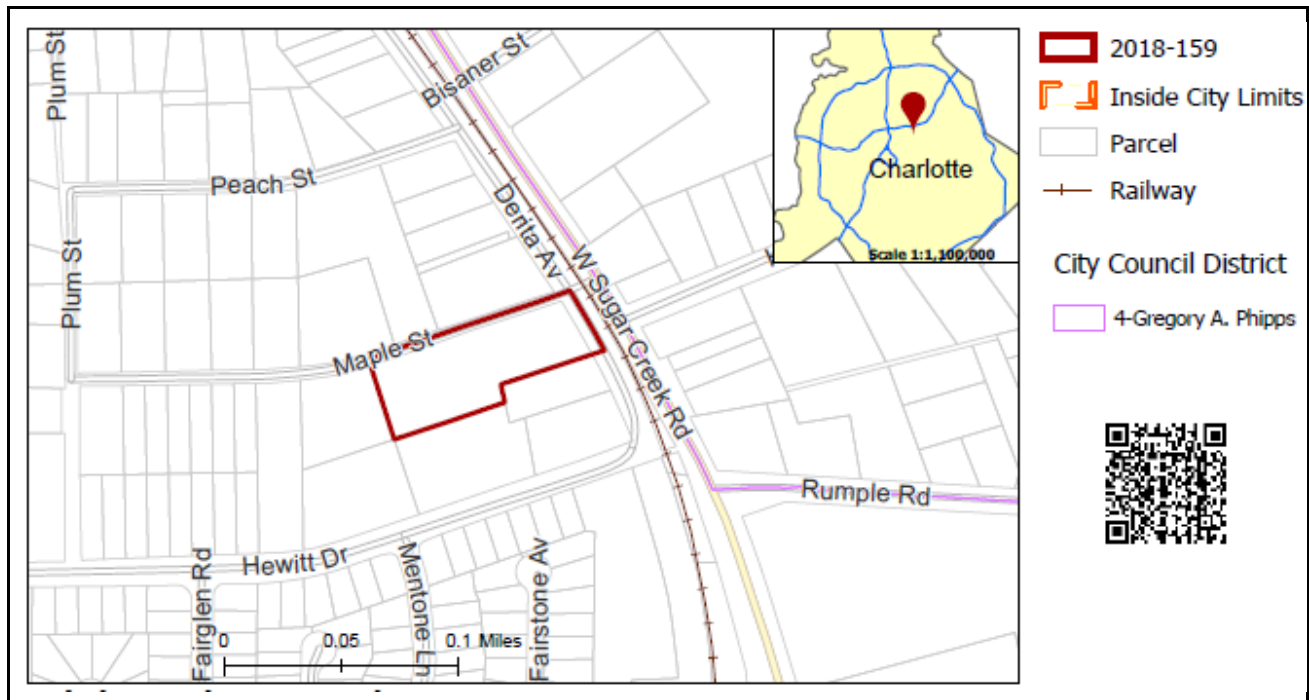 Plum St
Bisaner St
Peach St
Derita Av
W Sugar Creek Rd
Plum St
Maple St
Rumple Rd
Hewitt Dr
Fairglen Rd
Mentone Ln
Fairstone Av
0 0.05 0.1 Miles
Charlotte
Scale 1:1,100,000
2018-159
Inside City Limits
Parcel
Railway
City Council District
4-Gregory A. Phipps